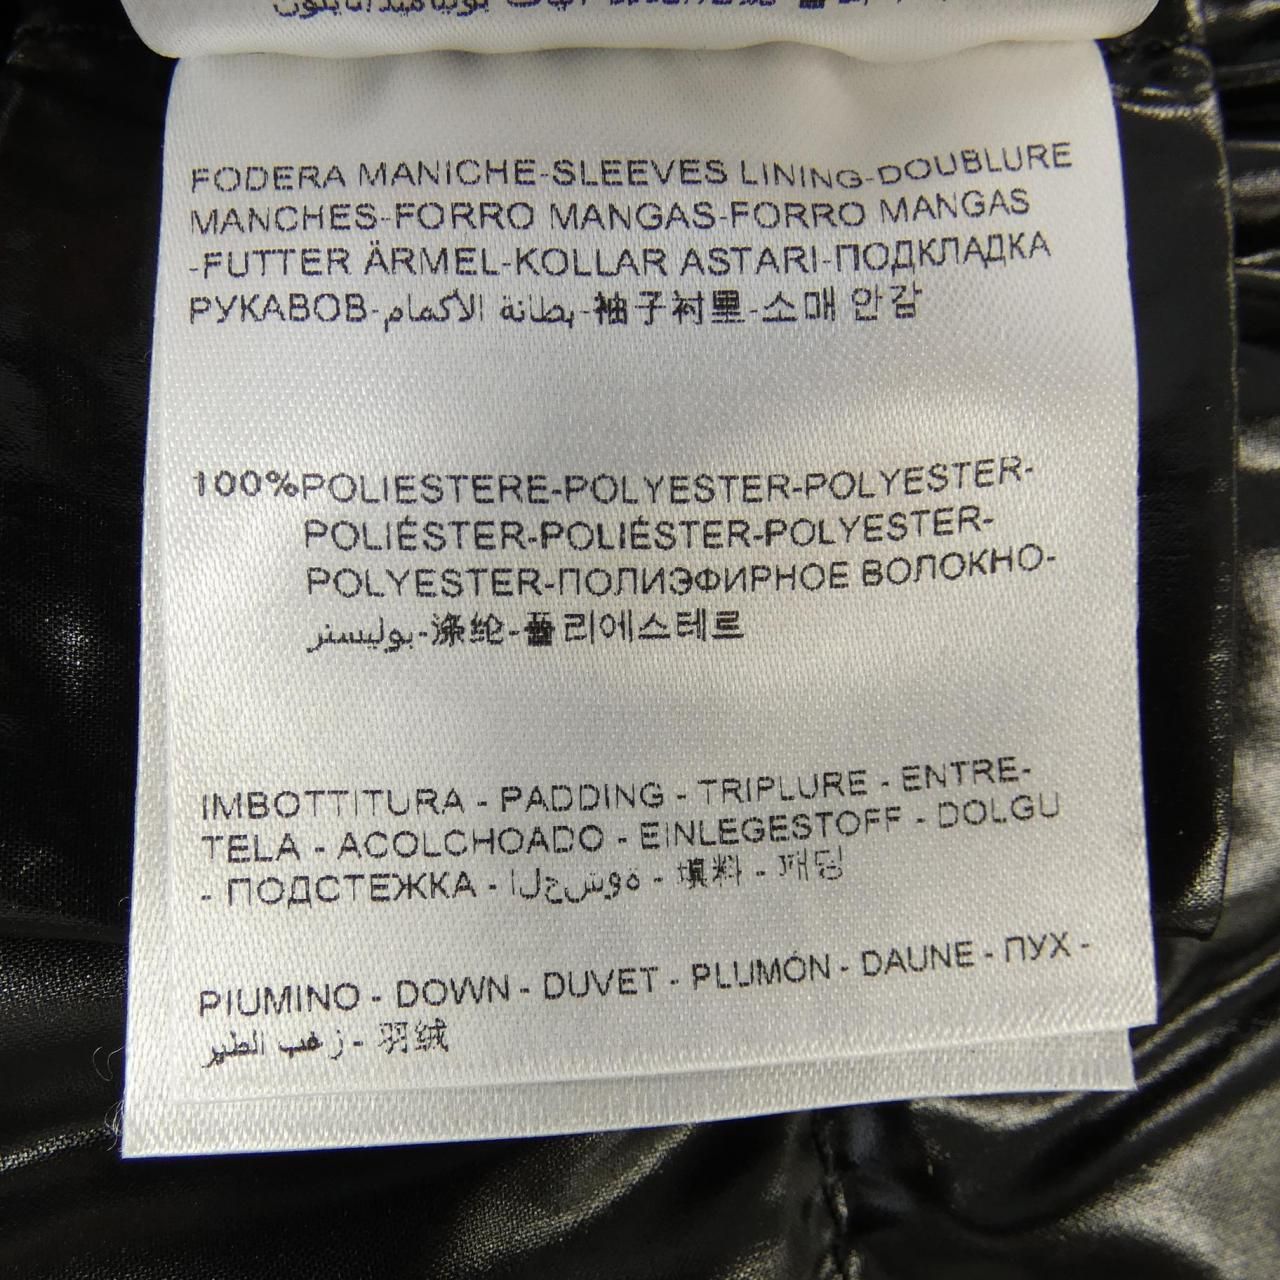 FODERA MANICHE-SLEEVES LINING-DOUBLURE
MANCHES-FORRO MANGAS-FORRO MANGAS
-FUTTER ÄRMEL-KOLLAR ASTARI-ПОДКЛАДКА
РУКАВОВ-بطانة الأكمام-袖子衬里-소매 안감
100%POLIESTERE-POLYESTER-POLYESTER-
POLIÉSTER-POLIÉSTER-POLYESTER-
POLYESTER-ПОЛИЭФИРНОЕ ВОЛОКНО-
بوليستر-涤纶-폴리에스테르
IMBOTTITURA - PADDING - TRIPLURE - ENTRE-
TELA - ACOLCHOADO - EINLEGESTOFF - DOLGU
- ПОДСТЕЖКА - الحشوة - 填料 - 패딩
PIUMINO - DOWN - DUVET - PLUMÓN - DAUNE - ПУХ -
زغب الطير - 羽绒